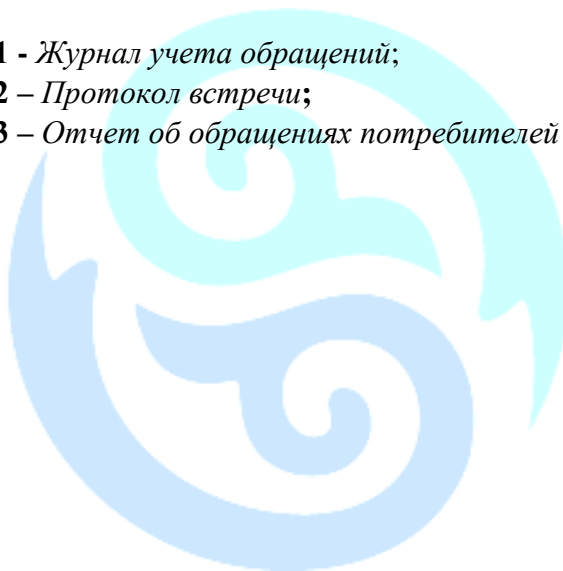 1 - Журнал учета обращений;
2 – Протокол встречи;
3 – Отчет об обращениях потребителей